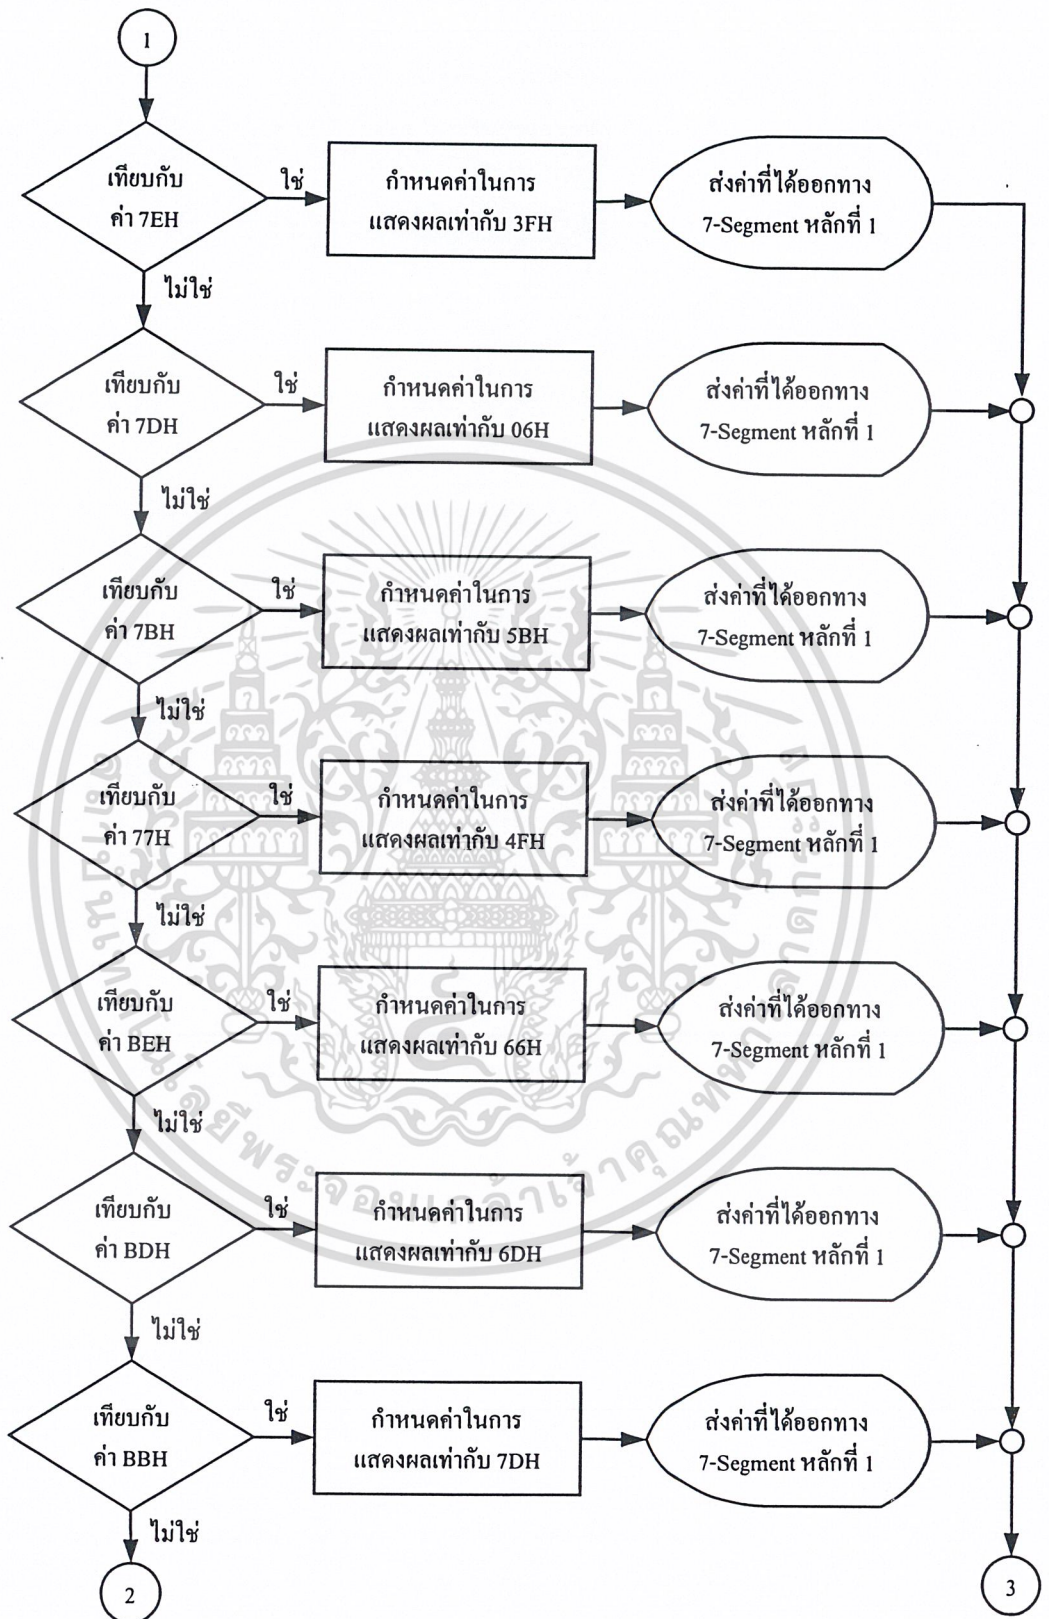 1
เทียบกับ
ค่า 7EH
ใช่
กำหนดค่าในการ
แสดงผลเท่ากับ 3FH
ส่งค่าที่ได้ออกทาง
7-Segment หลักที่ 1
ไม่ใช่
เทียบกับ
ค่า 7DH
ใช่
กำหนดค่าในการ
แสดงผลเท่ากับ 06H
ส่งค่าที่ได้ออกทาง
7-Segment หลักที่ 1
ไม่ใช่
เทียบกับ
ค่า 7BH
ใช่
กำหนดค่าในการ
แสดงผลเท่ากับ 5BH
ส่งค่าที่ได้ออกทาง
7-Segment หลักที่ 1
ไม่ใช่
เทียบกับ
ค่า 77H
ใช่
กำหนดค่าในการ
แสดงผลเท่ากับ 4FH
ส่งค่าที่ได้ออกทาง
7-Segment หลักที่ 1
ไม่ใช่
เทียบกับ
ค่า BEH
ใช่
กำหนดค่าในการ
แสดงผลเท่ากับ 66H
ส่งค่าที่ได้ออกทาง
7-Segment หลักที่ 1
ไม่ใช่
เทียบกับ
ค่า BDH
ใช่
กำหนดค่าในการ
แสดงผลเท่ากับ 6DH
ส่งค่าที่ได้ออกทาง
7-Segment หลักที่ 1
ไม่ใช่
เทียบกับ
ค่า BBH
ใช่
กำหนดค่าในการ
แสดงผลเท่ากับ 7DH
ส่งค่าที่ได้ออกทาง
7-Segment หลักที่ 1
ไม่ใช่
2
3